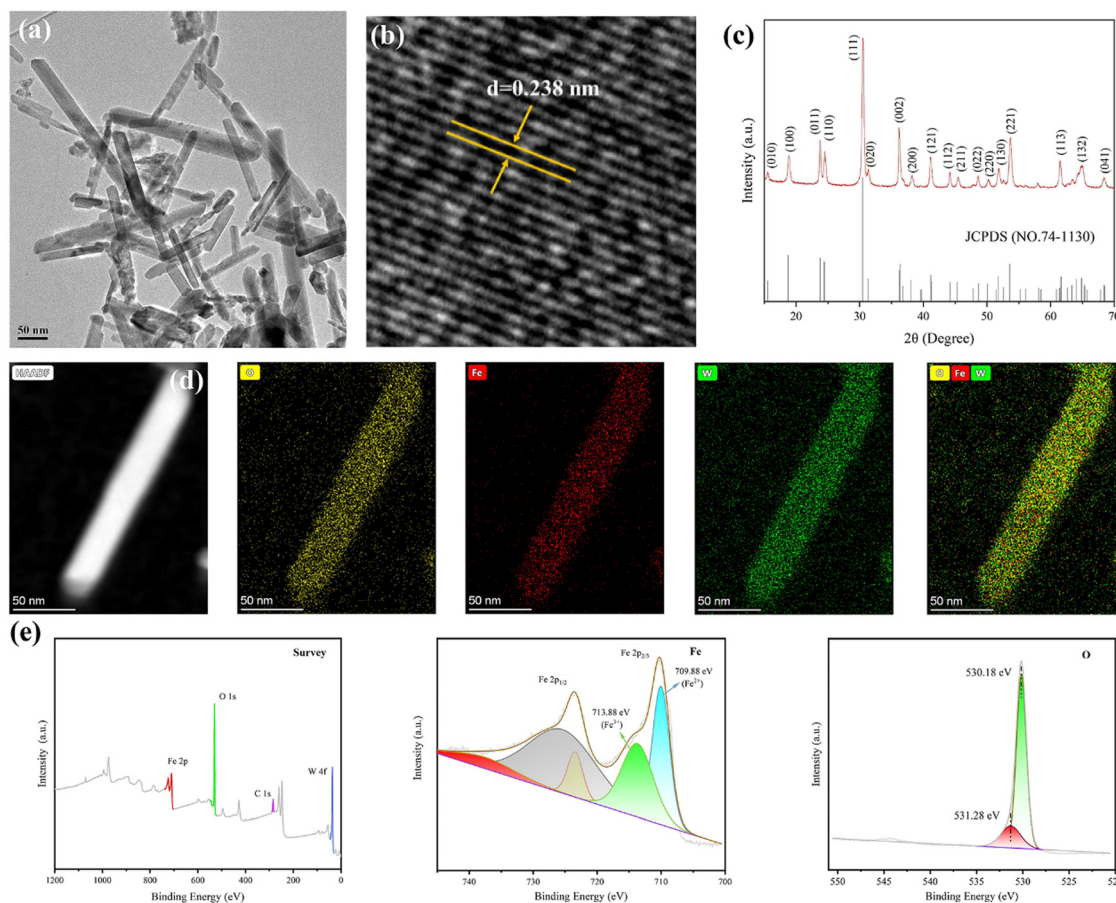 (a)
50 nm
(b)
d=0.238 nm
(c)
Intensity (a.u.)
(010)
(100)
(011)
(110)
(111)
(020)
(002)
(200)
(121)
(112)
(211)
(022)
(220)
(130)
(221)
(113)
(132)
(041)
JCPDS (NO.74-1130)
20 30 40 50 60 70
2θ (Degree)
HAADF
(d)
50 nm
O
50 nm
Fe
50 nm
W
50 nm
O Fe W
50 nm
(e)
Survey
O 1s
Fe 2p
C 1s
W 4f
Intensity (a.u.)
1200 1000 800 600 400 200 0
Binding Energy (eV)
Fe
Fe 2p2/3
709.88 eV
(Fe2+)
Fe 2p1/2
713.88 eV
(Fe3+)
Intensity (a.u.)
740 730 720 710 700
Binding Energy (eV)
O
530.18 eV
531.28 eV
Intensity (a.u.)
550 545 540 535 530 525 520
Binding Energy (eV)